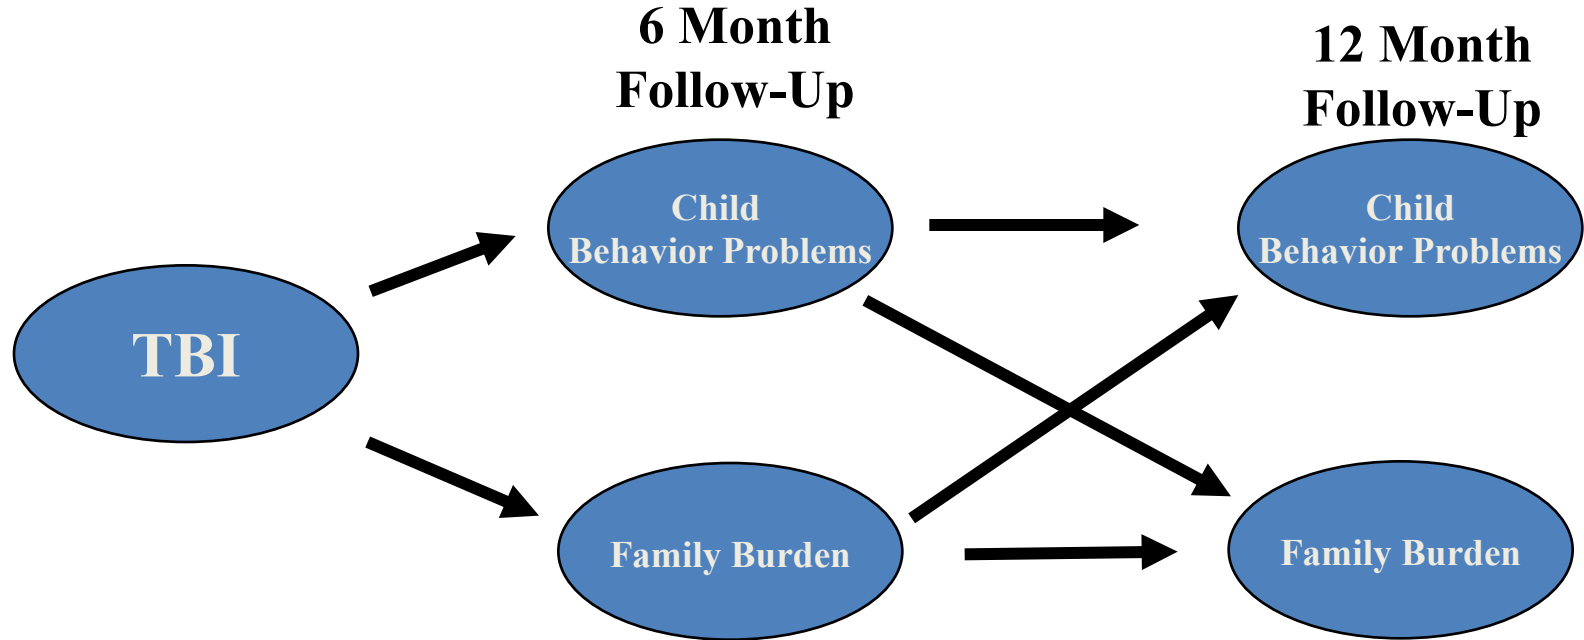 6 Month
Follow-Up
12 Month
Follow-Up
Child
Behavior Problems
Child
Behavior Problems
TBI
Family Burden
Family Burden